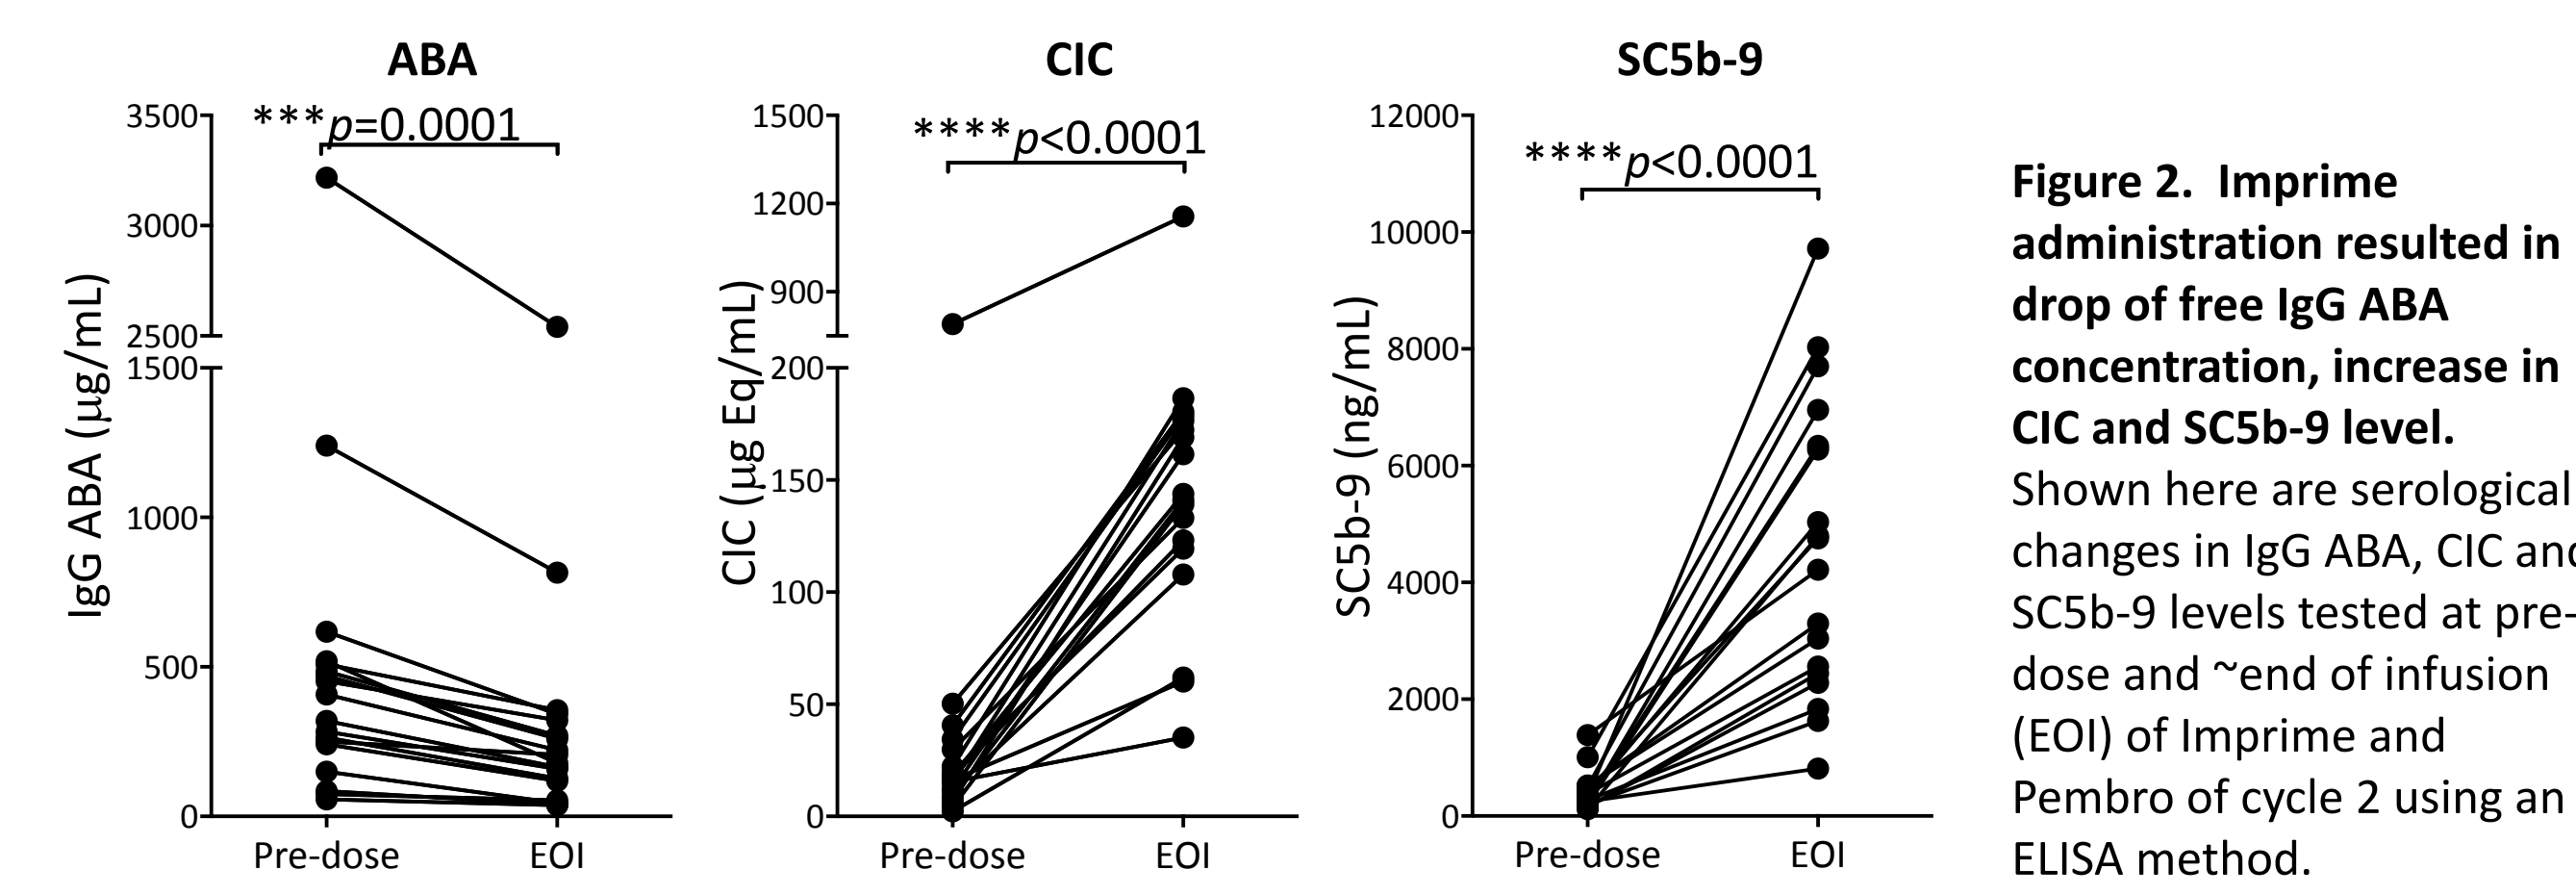 ABA
***p=0.0001
3500
3000
2500
1500
1000
500
0
IgG ABA (µg/mL)
Pre-dose
EOI
CIC
****p<0.0001
1500
1200
900
200
150
100
50
0
CIC (µg Eq/mL)
Pre-dose
EOI
SC5b-9
****p<0.0001
12000
10000
8000
6000
4000
2000
0
SC5b-9 (ng/mL)
Pre-dose
EOI
Figure 2. Imprime
administration resulted in
drop of free IgG ABA
concentration, increase in
CIC and SC5b-9 level.
Shown here are serological
changes in IgG ABA, CIC and
SC5b-9 levels tested at pre-
dose and ~end of infusion
(EOI) of Imprime and
Pembro of cycle 2 using an
ELISA method.